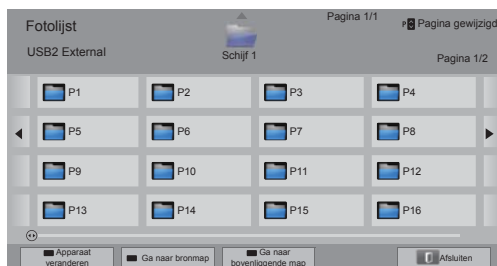 Fotolijst
Pagina 1/1
P Pagina gewijzigd
USB2 External
Schijf 1
Pagina 1/2
P1 P2 P3 P4
P5 P6 P7 P8
P9 P10 P11 P12
P13 P14 P15 P16
Apparaat veranderen
Ga naar bronmap
Ga naar bovenliggende map
Afsluiten